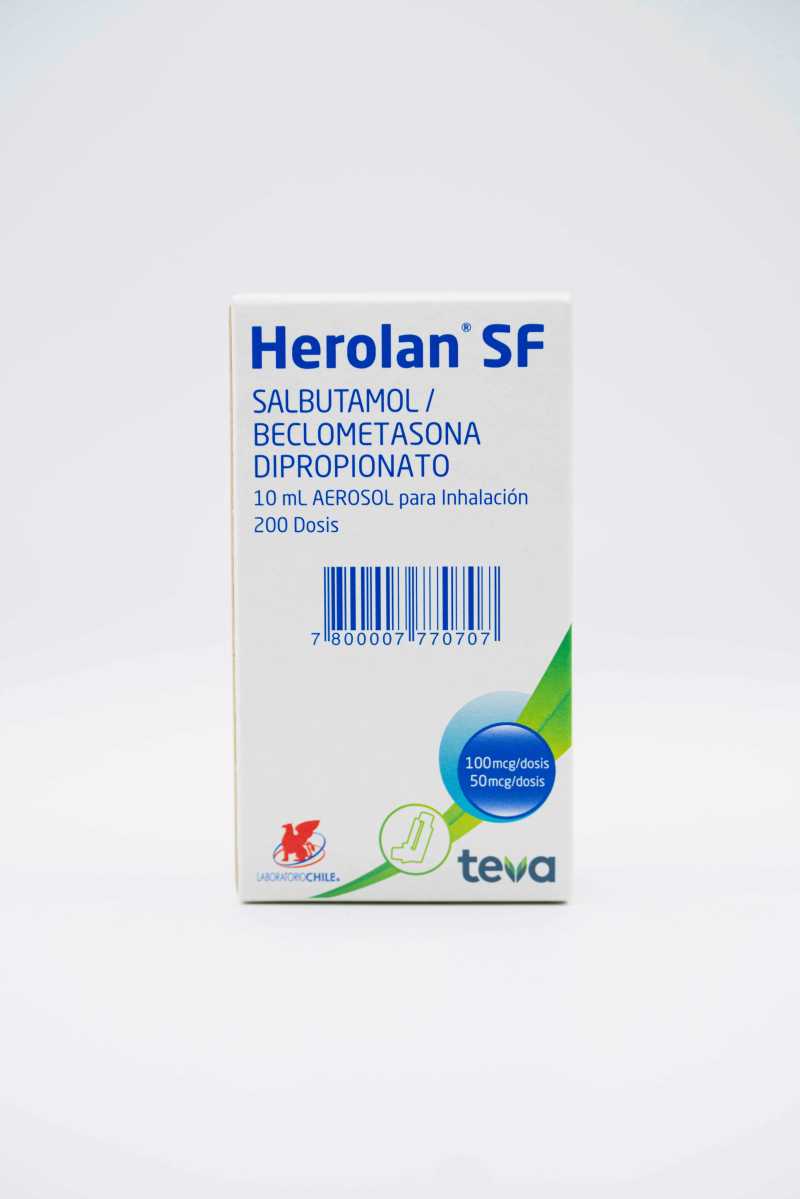 Herolan® SF
SALBUTAMOL /
BECLOMETASONA
DIPROPIONATO
10 mL AEROSOL para Inhalación
200 Dosis
7 800007 770707
100mcg/dosis
50mcg/dosis
LABORATORIOCHILE®
teva